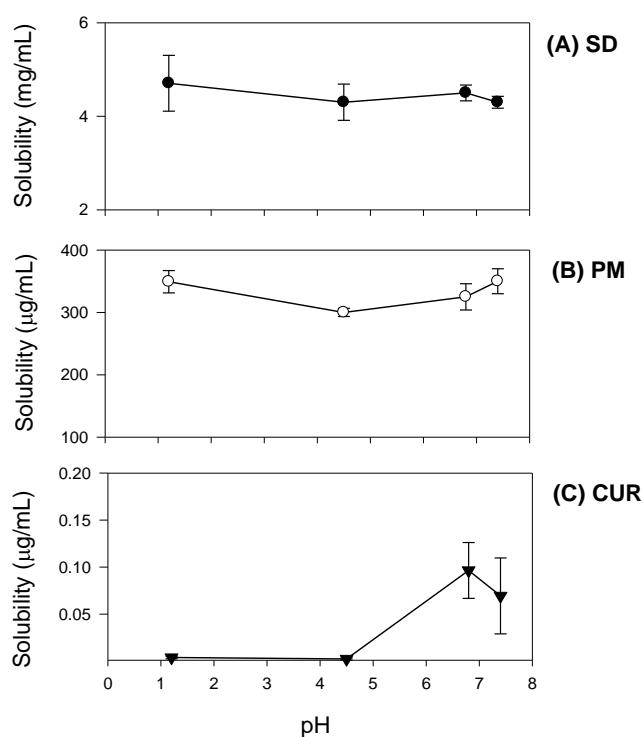 (A) SD
Solubility (mg/mL)
6
4
2
(B) PM
Solubility (µg/mL)
400
300
200
100
(C) CUR
Solubility (µg/mL)
0.20
0.15
0.10
0.05
0 1 2 3 4 5 6 7 8
pH